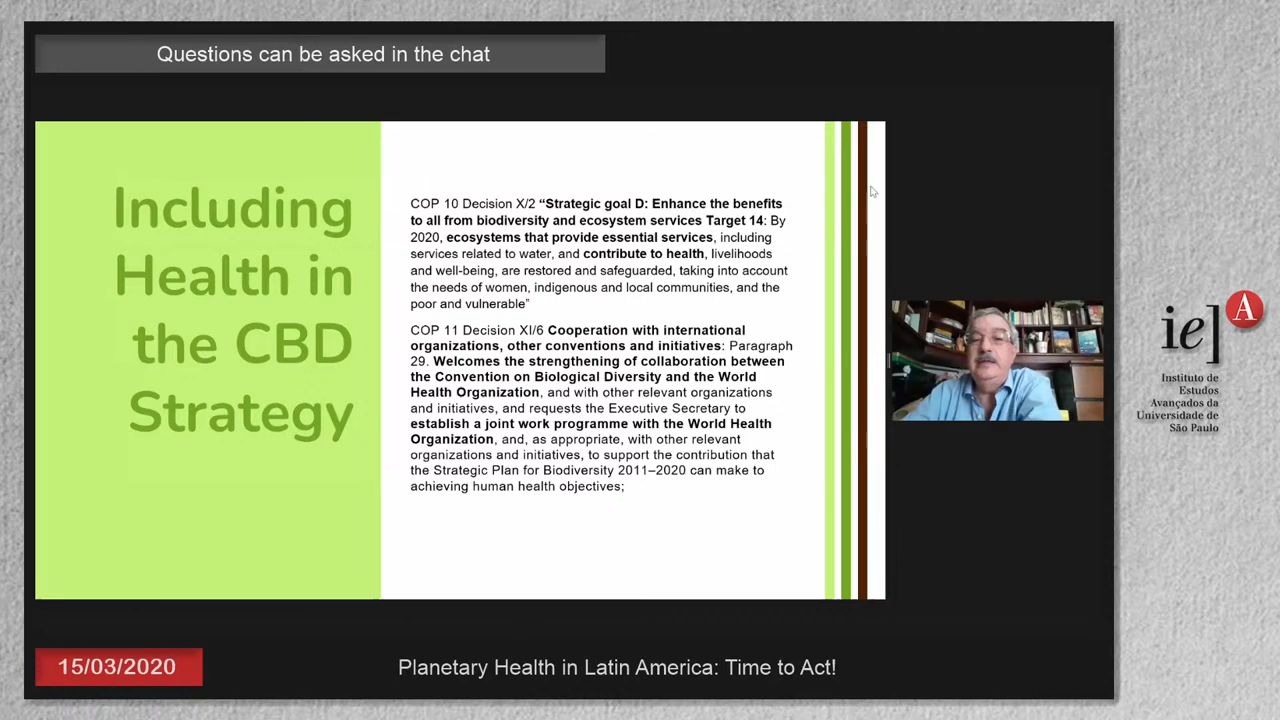 Questions can be asked in the chat
Including
Health in
the CBD
Strategy
COP 10 Decision X/2 “Strategic goal D: Enhance the benefits
to all from biodiversity and ecosystem services Target 14: By
2020, ecosystems that provide essential services, including
services related to water, and contribute to health, livelihoods
and well-being, are restored and safeguarded, taking into account
the needs of women, indigenous and local communities, and the
poor and vulnerable”
COP 11 Decision XI/6 Cooperation with international
organizations, other conventions and initiatives: Paragraph
29. Welcomes the strengthening of collaboration between
the Convention on Biological Diversity and the World
Health Organization, and with other relevant organizations
and initiatives, and requests the Executive Secretary to
establish a joint work programme with the World Health
Organization, and, as appropriate, with other relevant
organizations and initiatives, to support the contribution that
the Strategic Plan for Biodiversity 2011–2020 can make to
achieving human health objectives;
ie] A
Instituto de
Estudos
Avançados da
Universidade de
São Paulo
15/03/2020
Planetary Health in Latin America: Time to Act!